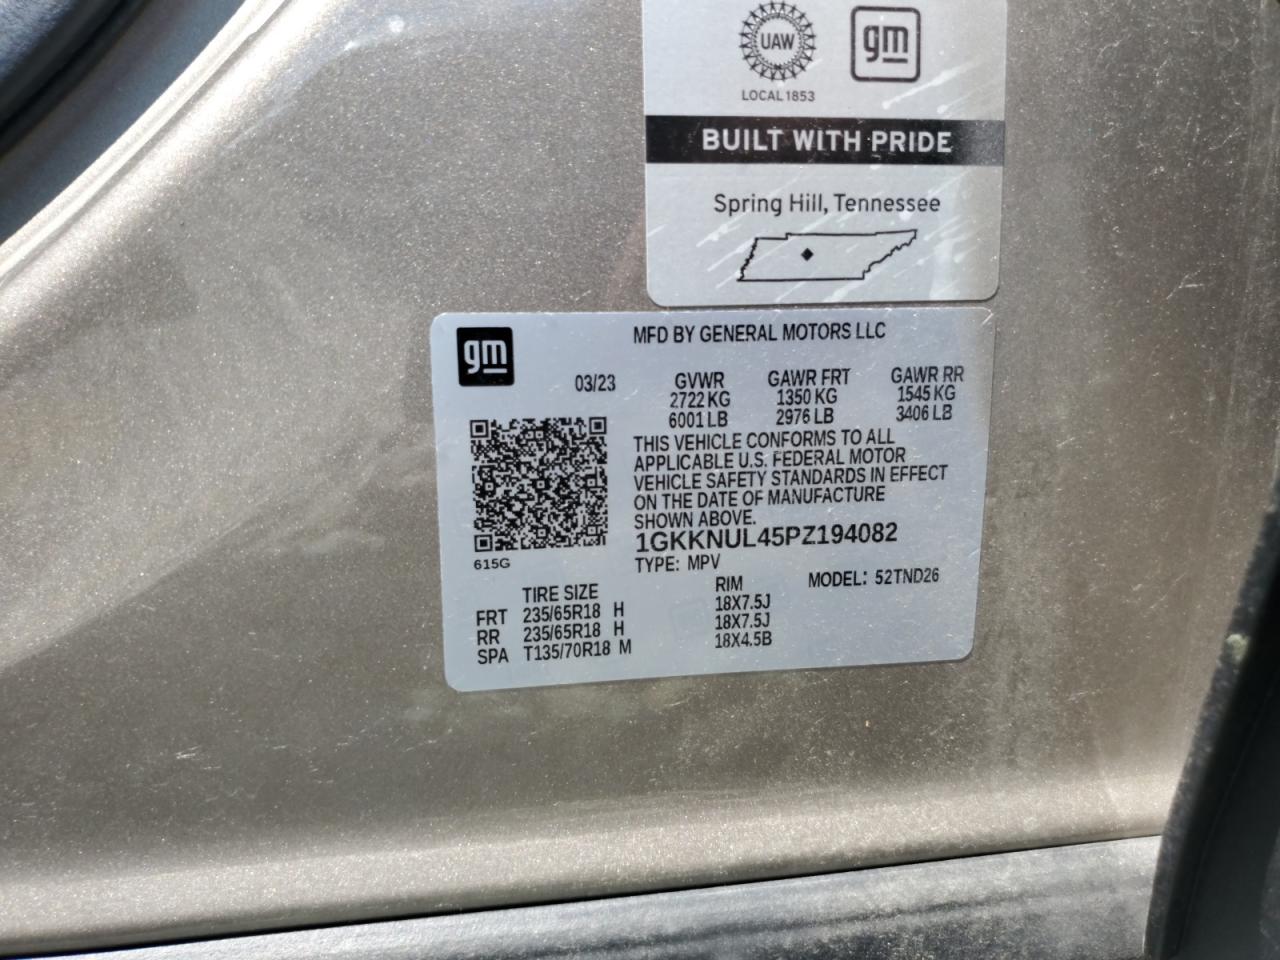 UAW
gm
LOCAL 1853
BUILT WITH PRIDE
Spring Hill, Tennessee
gm
MFD BY GENERAL MOTORS LLC
03/23
GVWR GAWR FRT GAWR RR
2722 KG 1350 KG 1545 KG
6001 LB 2976 LB 3406 LB
THIS VEHICLE CONFORMS TO ALL
APPLICABLE U.S. FEDERAL MOTOR
VEHICLE SAFETY STANDARDS IN EFFECT
ON THE DATE OF MANUFACTURE
SHOWN ABOVE.
1GKKNUL45PZ194082
615G
TYPE: MPV
MODEL: 52TND26
TIRE SIZE RIM
FRT 235/65R18 H 18X7.5J
RR 235/65R18 H 18X7.5J
SPA T135/70R18 M 18X4.5B